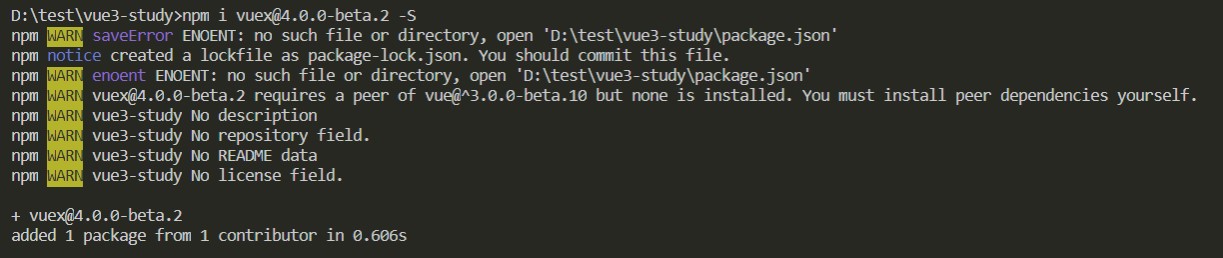 D:\test\vue3-study>npm i vuex@4.0.0-beta.2 -S
npm WARN saveError ENOENT: no such file or directory, open 'D:\test\vue3-study\package.json'
npm notice created a lockfile as package-lock.json. You should commit this file.
npm WARN enoent ENOENT: no such file or directory, open 'D:\test\vue3-study\package.json'
npm WARN vuex@4.0.0-beta.2 requires a peer of vue@^3.0.0-beta.10 but none is installed. You must install peer dependencies yourself.
npm WARN vue3-study No description
npm WARN vue3-study No repository field.
npm WARN vue3-study No README data
npm WARN vue3-study No license field.
+ vuex@4.0.0-beta.2
added 1 package from 1 contributor in 0.606s